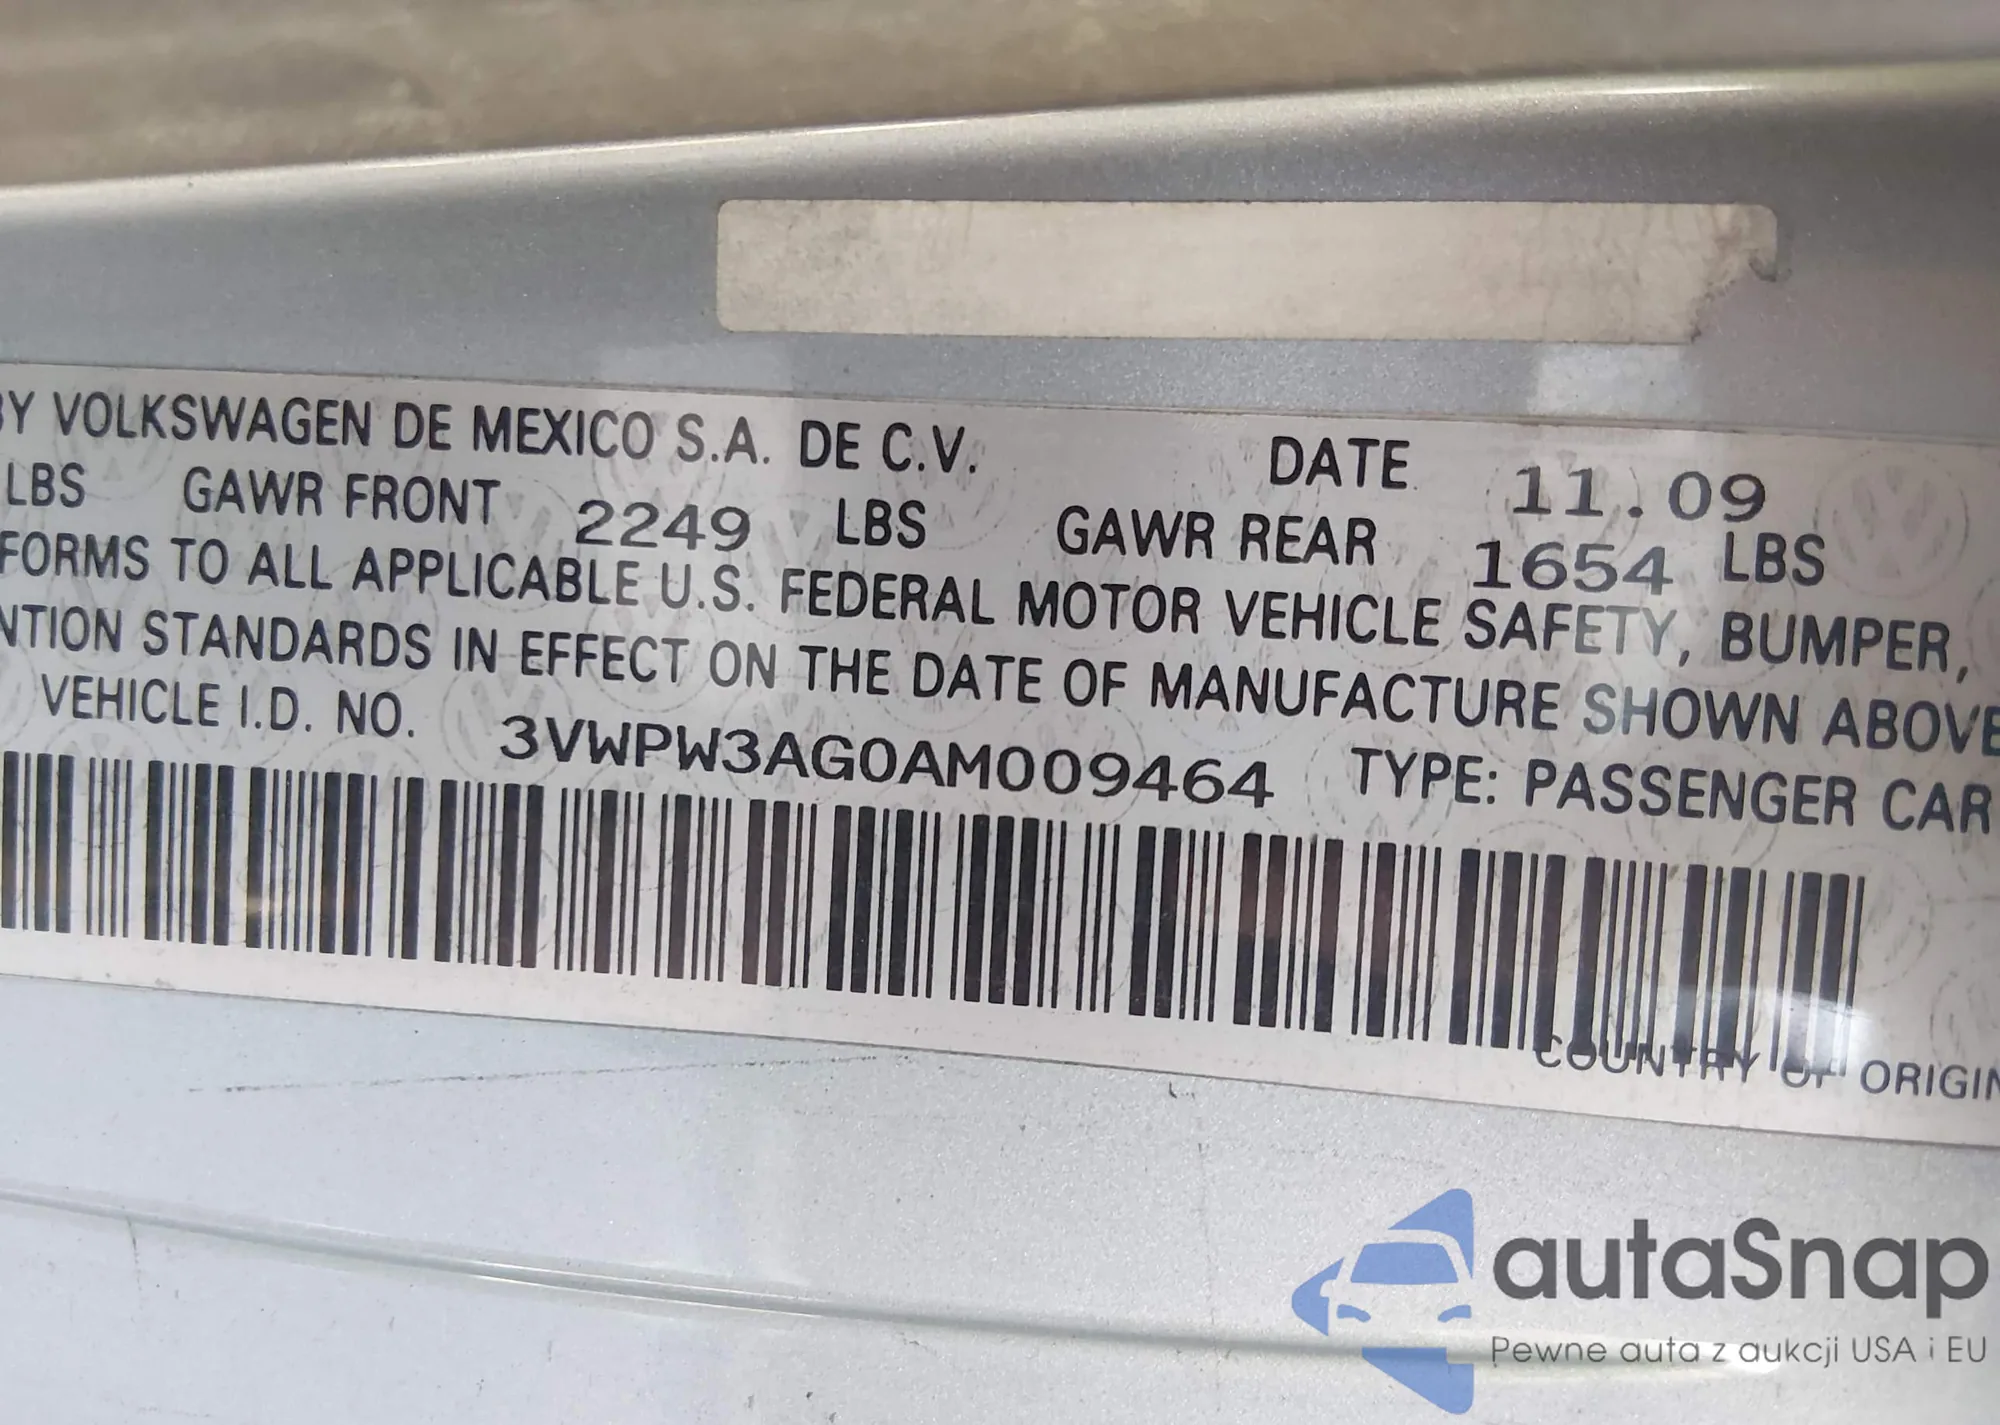 BY VOLKSWAGEN DE MEXICO S.A. DE C.V. DATE 11.09
LBS GAWR FRONT 2249 LBS GAWR REAR 1654 LBS
FORMS TO ALL APPLICABLE U.S. FEDERAL MOTOR VEHICLE SAFETY, BUMPER,
NTION STANDARDS IN EFFECT ON THE DATE OF MANUFACTURE SHOWN ABOVE
VEHICLE I.D. NO. 3VWPW3AG0AM009464 TYPE: PASSENGER CAR
COUNTRY OF ORIGIN
autaSnap
Pewne auta z aukcji USA i EU